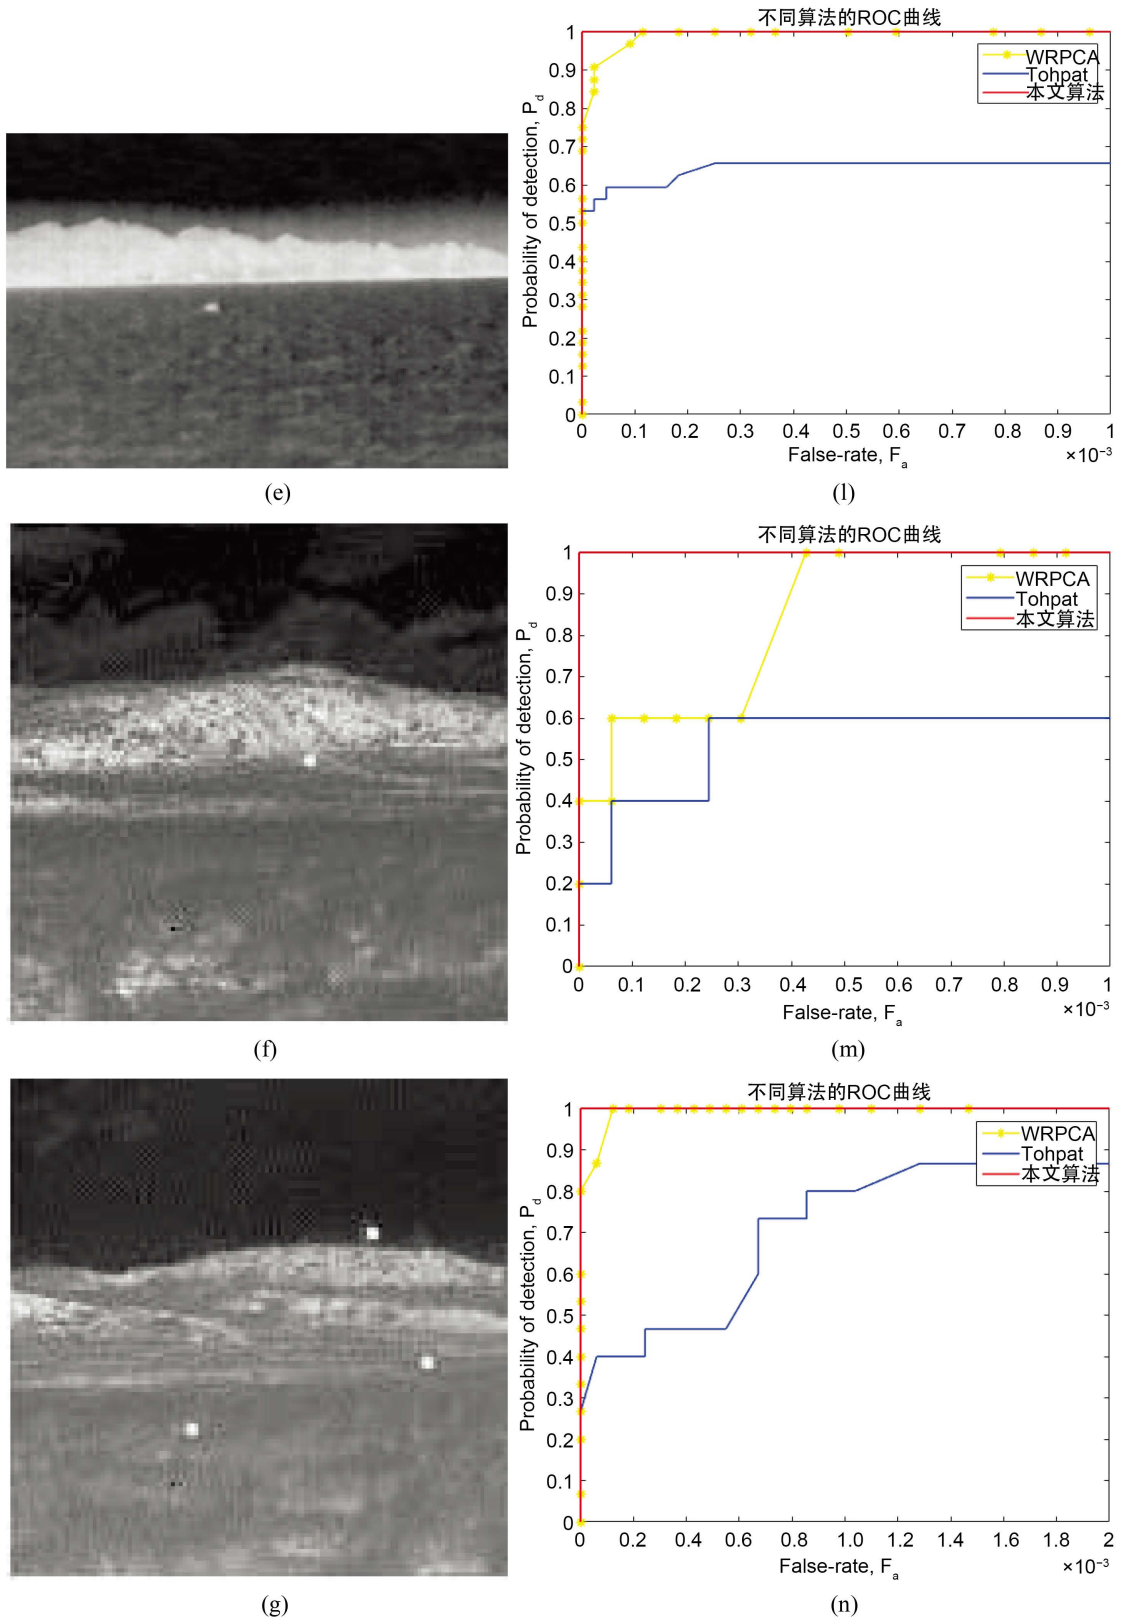 不同算法的ROC曲线
1
0.9
0.8
0.7
0.6
0.5
0.4
0.3
0.2
0.1
0
Probability of detection, Pd
WRPCA
Tohpat
本文算法
0 0.1 0.2 0.3 0.4 0.5 0.6 0.7 0.8 0.9 1
False-rate, Fa
×10−3
(e)
(l)
不同算法的ROC曲线
1
0.9
0.8
0.7
0.6
0.5
0.4
0.3
0.2
0.1
0
Probability of detection, Pd
WRPCA
Tohpat
本文算法
0 0.1 0.2 0.3 0.4 0.5 0.6 0.7 0.8 0.9 1
False-rate, Fa
×10−3
(f)
(m)
不同算法的ROC曲线
1
0.9
0.8
0.7
0.6
0.5
0.4
0.3
0.2
0.1
0
Probability of detection, Pd
WRPCA
Tohpat
本文算法
0 0.2 0.4 0.6 0.8 1.0 1.2 1.4 1.6 1.8 2
False-rate, Fa
×10−3
(g)
(n)